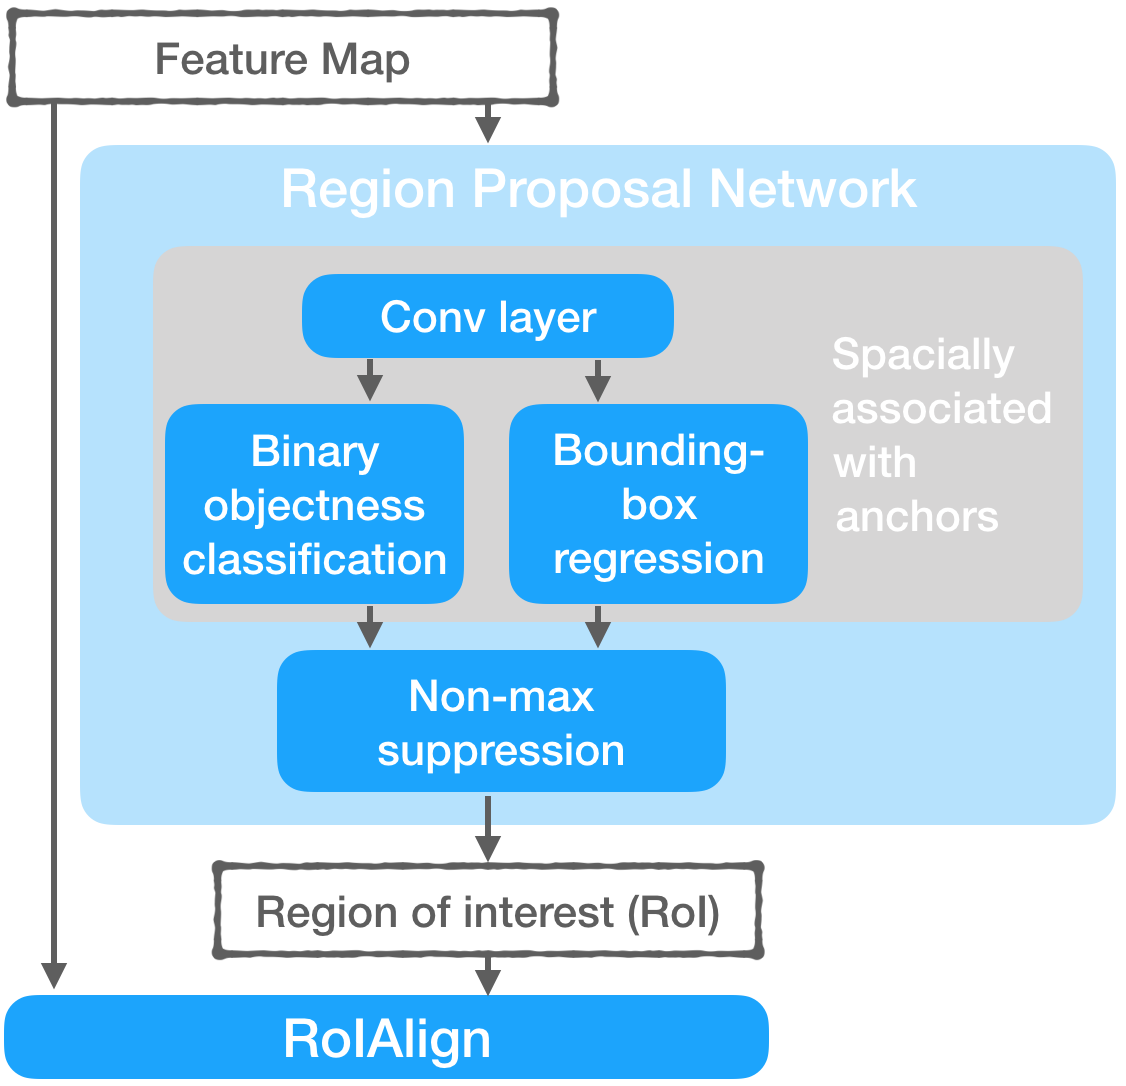 Feature Map
Region Proposal Network
Conv layer
Binary
objectness
classification
Bounding-
box
regression
Spacially
associated
with
anchors
Non-max
suppression
Region of interest (RoI)
RoIAlign